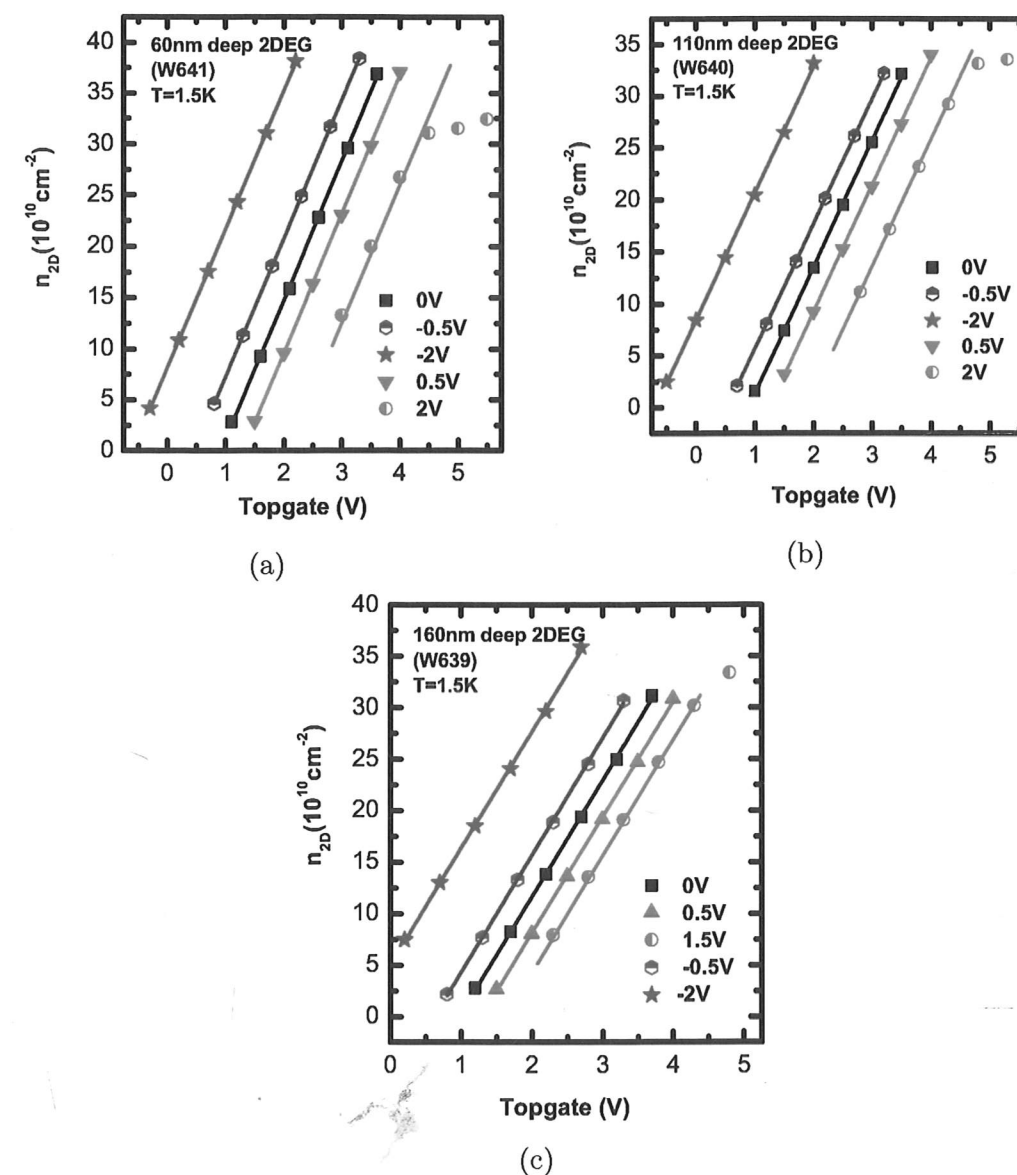 60nm deep 2DEG
(W641)
T=1.5K
n2D(10^10cm^-2)
40
35
30
25
20
15
10
5
0
0V
-0.5V
-2V
0.5V
2V
0 1 2 3 4 5
Topgate (V)
(a)
110nm deep 2DEG
(W640)
T=1.5K
n2D(10^10cm^-2)
35
30
25
20
15
10
5
0
0V
-0.5V
-2V
0.5V
2V
0 1 2 3 4 5
Topgate (V)
(b)
160nm deep 2DEG
(W639)
T=1.5K
n2D(10^10cm^-2)
40
35
30
25
20
15
10
5
0
0V
0.5V
1.5V
-0.5V
-2V
0 1 2 3 4 5
Topgate (V)
(c)